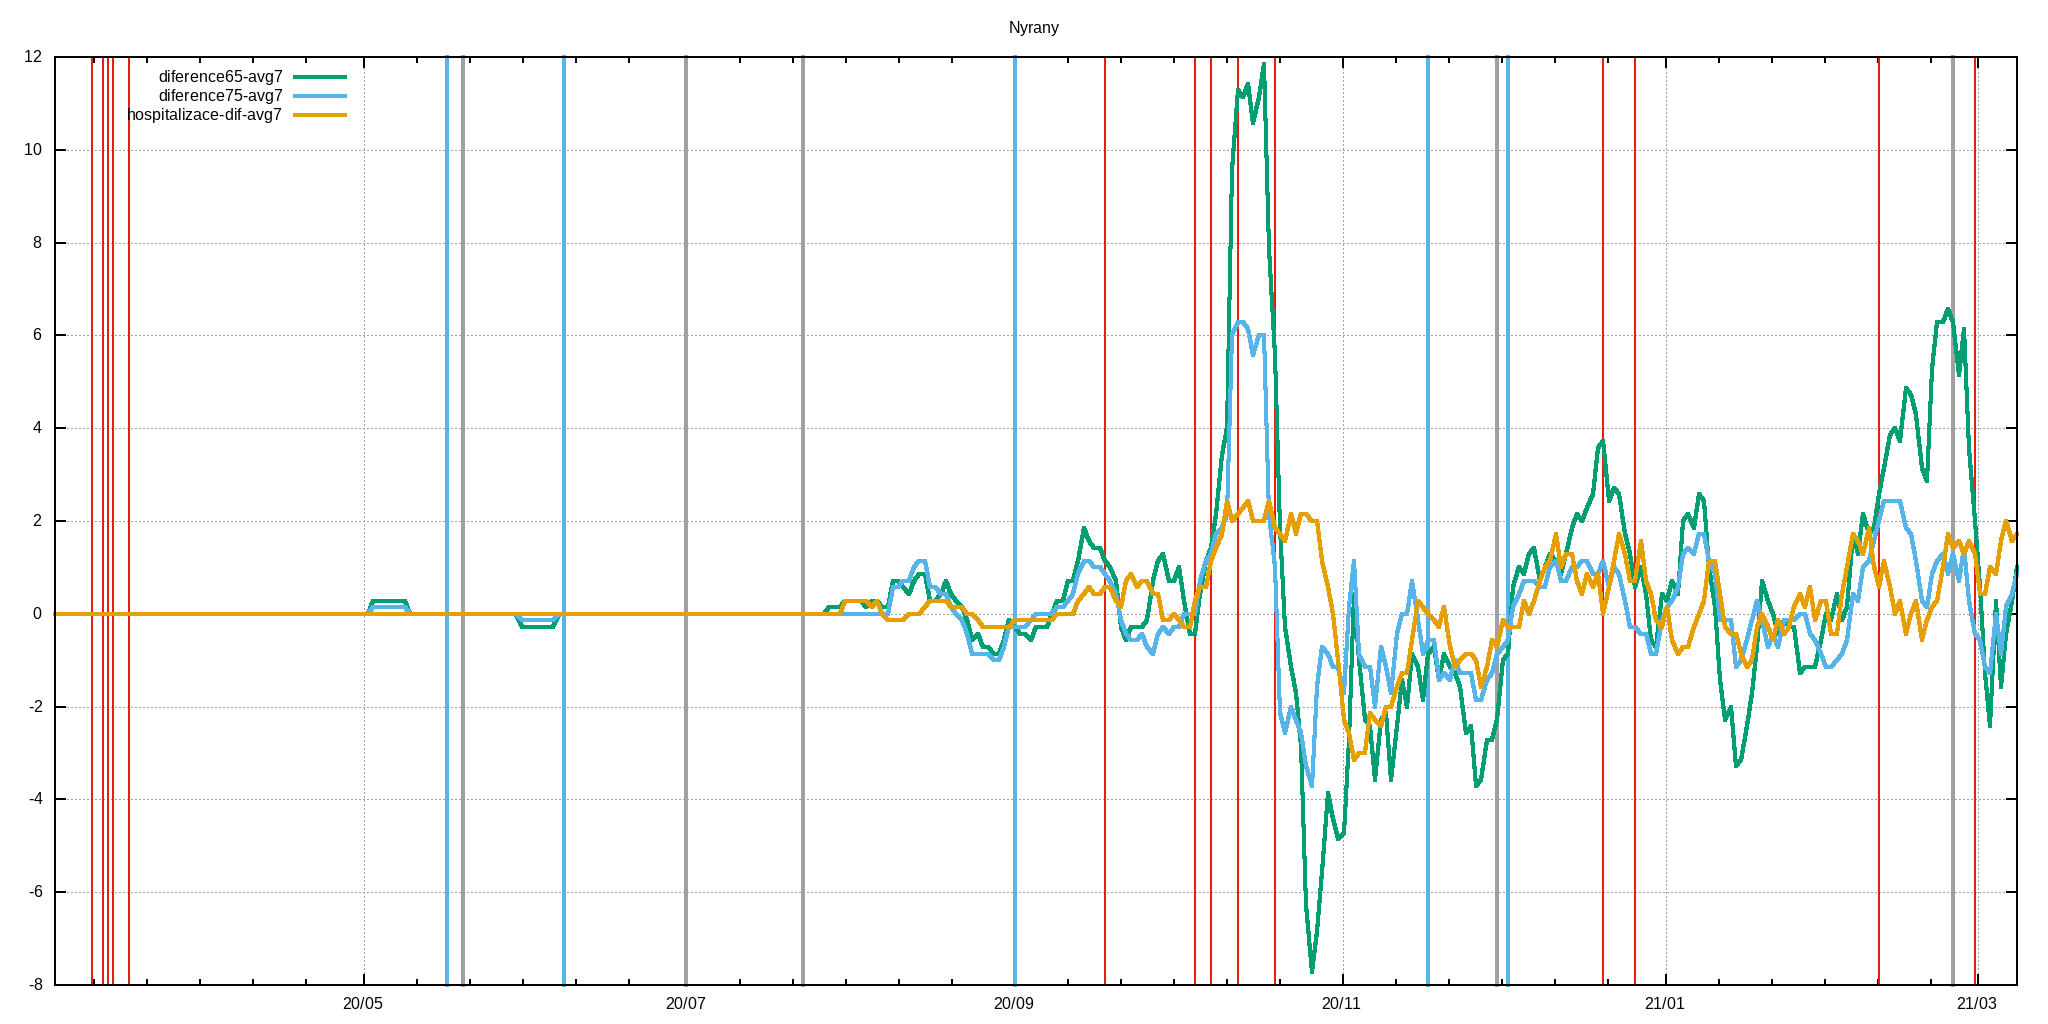 Nyrany
12
diference65-avg7
diference75-avg7
hospitalizace-dif-avg7
10
8
6
4
2
0
-2
-4
-6
-8
20/05 20/07 20/09 20/11 21/01 21/03